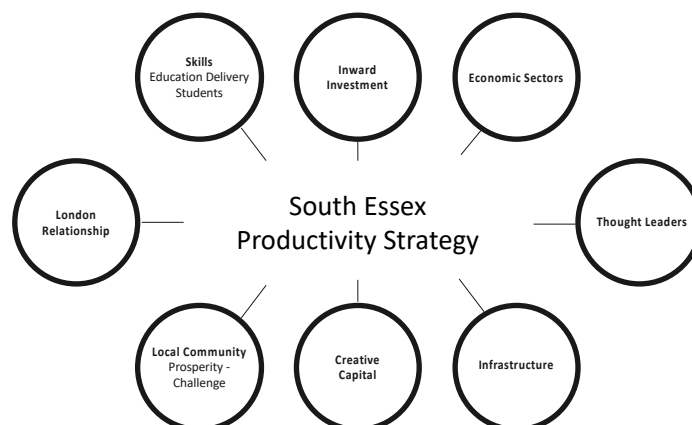 Skills
Education Delivery
Students
Inward
Investment
Economic Sectors
London
Relationship
South Essex
Productivity Strategy
Thought Leaders
Local Community
Prosperity -
Challenge
Creative
Capital
Infrastructure